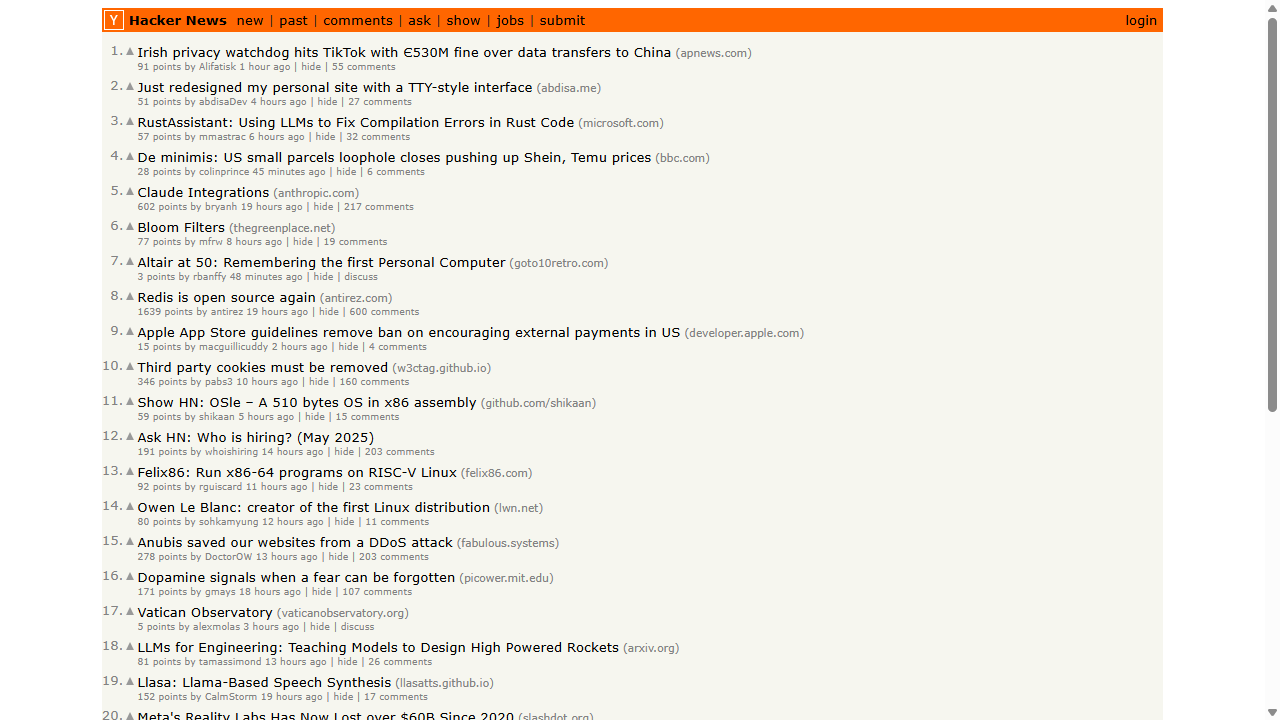 Y Hacker News new | past | comments | ask | show | jobs | submit login
1. Irish privacy watchdog hits TikTok with €530M fine over data transfers to China (apnews.com)
91 points by Alifatisk 1 hour ago | hide | 55 comments
2. Just redesigned my personal site with a TTY-style interface (abdisa.me)
51 points by abdisaDev 4 hours ago | hide | 27 comments
3. RustAssistant: Using LLMs to Fix Compilation Errors in Rust Code (microsoft.com)
57 points by mmastrac 6 hours ago | hide | 32 comments
4. De minimis: US small parcels loophole closes pushing up Shein, Temu prices (bbc.com)
28 points by colinprince 45 minutes ago | hide | 6 comments
5. Claude Integrations (anthropic.com)
602 points by bryanh 19 hours ago | hide | 217 comments
6. Bloom Filters (thegreenplace.net)
77 points by mfrw 8 hours ago | hide | 19 comments
7. Altair at 50: Remembering the first Personal Computer (goto10retro.com)
3 points by rbanffy 48 minutes ago | hide | discuss
8. Redis is open source again (antirez.com)
1639 points by antirez 19 hours ago | hide | 600 comments
9. Apple App Store guidelines remove ban on encouraging external payments in US (developer.apple.com)
15 points by macguillicuddy 2 hours ago | hide | 4 comments
10. Third party cookies must be removed (w3ctag.github.io)
346 points by pabs3 10 hours ago | hide | 160 comments
11. Show HN: OSle – A 510 bytes OS in x86 assembly (github.com/shikaan)
59 points by shikaan 5 hours ago | hide | 15 comments
12. Ask HN: Who is hiring? (May 2025)
191 points by whoishiring 14 hours ago | hide | 203 comments
13. Felix86: Run x86-64 programs on RISC-V Linux (felix86.com)
92 points by rguiscard 11 hours ago | hide | 23 comments
14. Owen Le Blanc: creator of the first Linux distribution (lwn.net)
80 points by sohkamyung 12 hours ago | hide | 11 comments
15. Anubis saved our websites from a DDoS attack (fabulous.systems)
278 points by DoctorOW 13 hours ago | hide | 203 comments
16. Dopamine signals when a fear can be forgotten (picower.mit.edu)
171 points by gmays 18 hours ago | hide | 107 comments
17. Vatican Observatory (vaticanobservatory.org)
5 points by alexmolas 3 hours ago | hide | discuss
18. LLMs for Engineering: Teaching Models to Design High Powered Rockets (arxiv.org)
81 points by tamassimond 13 hours ago | hide | 26 comments
19. Llasa: Llama-Based Speech Synthesis (llasatts.github.io)
152 points by CalmStorm 19 hours ago | hide | 17 comments
20. Meta's Reality Labs Has Now Lost over $60B Since 2020 (slashdot.org)